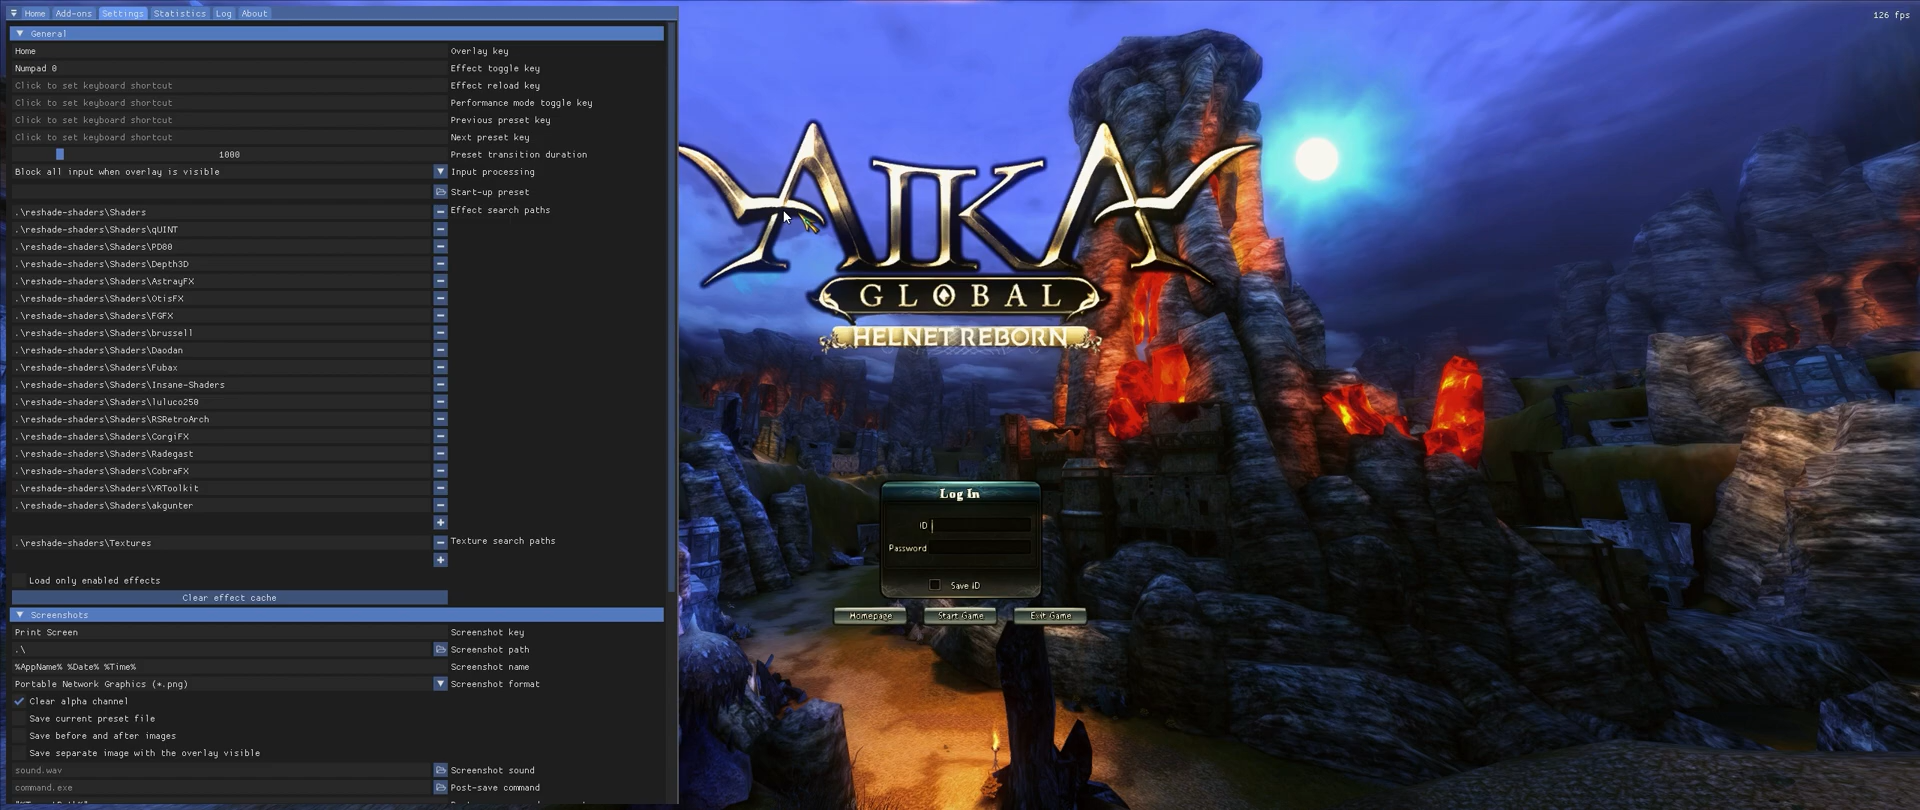 Home Add-ons Settings Statistics Log About
126 fps
General
Home Overlay key
Numpad 0 Effect toggle key
Click to set keyboard shortcut Effect reload key
Click to set keyboard shortcut Performance mode toggle key
Click to set keyboard shortcut Previous preset key
Click to set keyboard shortcut Next preset key
1000 Preset transition duration
Block all input when overlay is visible Input processing
Start-up preset
.\reshade-shaders\Shaders Effect search paths
.\reshade-shaders\Shaders\qUINT
.\reshade-shaders\Shaders\PD80
.\reshade-shaders\Shaders\Depth3D
.\reshade-shaders\Shaders\AstrayFX
.\reshade-shaders\Shaders\OtisFX
.\reshade-shaders\Shaders\FGFX
.\reshade-shaders\Shaders\brussell
.\reshade-shaders\Shaders\Daodan
.\reshade-shaders\Shaders\Fubax
.\reshade-shaders\Shaders\Insane-Shaders
.\reshade-shaders\Shaders\luluco250
.\reshade-shaders\Shaders\RSRetroArch
.\reshade-shaders\Shaders\CorgiFX
.\reshade-shaders\Shaders\Radegast
.\reshade-shaders\Shaders\CobraFX
.\reshade-shaders\Shaders\VRToolkit
.\reshade-shaders\Shaders\akgunter
.\reshade-shaders\Textures Texture search paths
Load only enabled effects
Clear effect cache
Screenshots
Print Screen Screenshot key
.\ Screenshot path
%AppName% %Date% %Time% Screenshot name
Portable Network Graphics (*.png) Screenshot format
Clear alpha channel
Save current preset file
Save before and after images
Save separate image with the overlay visible
sound.wav Screenshot sound
command.exe Post-save command
AIKA
GLOBAL
HELNET REBORN
Log In
ID
Password
Save ID
Homepage Start Game Exit Game